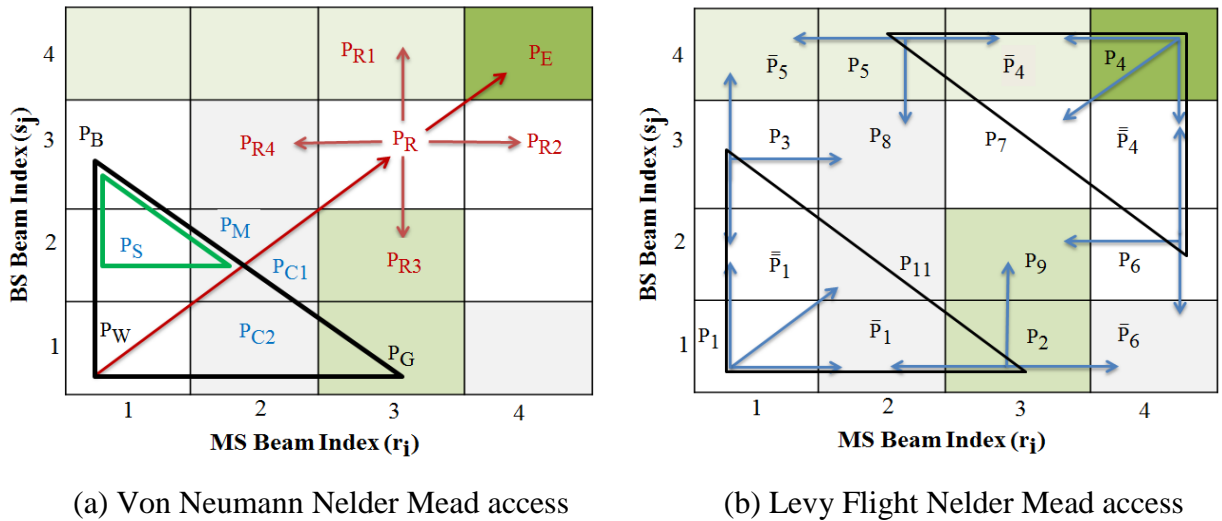 4 P_R1 P_E
BS Beam Index (s_j)
P_B
3 P_R4 P_R P_R2
2 P_S P_M P_C1 P_R3
1 P_W P_C2 P_G
1 2 3 4
MS Beam Index (r_i)
(a) Von Neumann Nelder Mead access
4 P̄_5 P_5 P̄_4 P_4
BS Beam Index (s_j)
3 P_3 P_8 P_7 P̿_4
2 P̿_1 P_11 P_9 P_6
1 P_1 P̄_1 P_2 P̄_6
1 2 3 4
MS Beam Index (r_i)
(b) Levy Flight Nelder Mead access